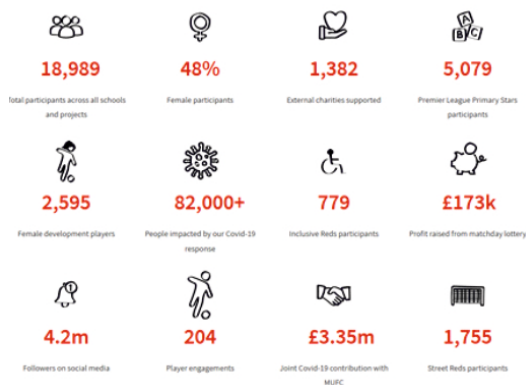 18,989
48%
1,382
5,079
total participants across all schools
Female participants
External charities supported
Premier League Primary Stars
and projects
participants
2,595
82,000+
779
£173k
Female development players
People impacted by our Covid-19
Inclusive Reds participants
Profit raised from matchday lottery
response
1
4.2m
204
£3.35m
1,755
Followers on social media
Player engagements
Joint Covid-19 contribution with
Street Reds participants
MUFC
A
B C